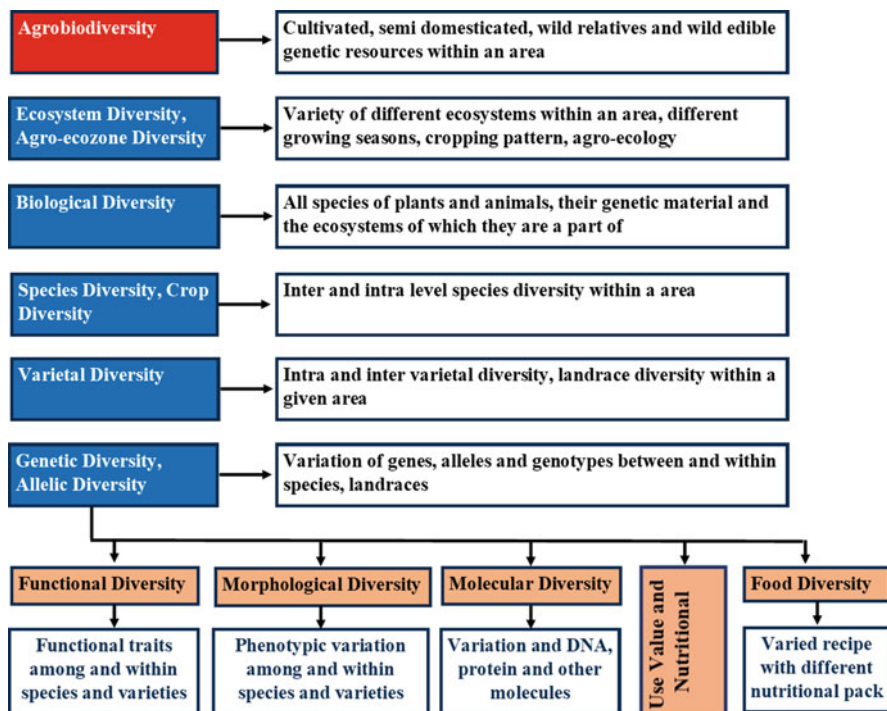 Agrobiodiversity
Cultivated, semi domesticated, wild relatives and wild edible
genetic resources within an area
Ecosystem Diversity,
Agro-ecozone Diversity
Variety of different ecosystems within an area, different
growing seasons, cropping pattern, agro-ecology
Biological Diversity
All species of plants and animals, their genetic material and
the ecosystems of which they are a part of
Species Diversity, Crop
Diversity
Inter and intra level species diversity within a area
Varietal Diversity
Intra and inter varietal diversity, landrace diversity within a
given area
Genetic Diversity,
Allelic Diversity
Variation of genes, alleles and genotypes between and within
species, landraces
Functional Diversity
Functional traits
among and within
species and varieties
Morphological Diversity
Phenotypic variation
among and within
species and varieties
Molecular Diversity
Variation and DNA,
protein and other
molecules
Use Value and
Nutritional
Food Diversity
Varied recipe
with different
nutritional pack